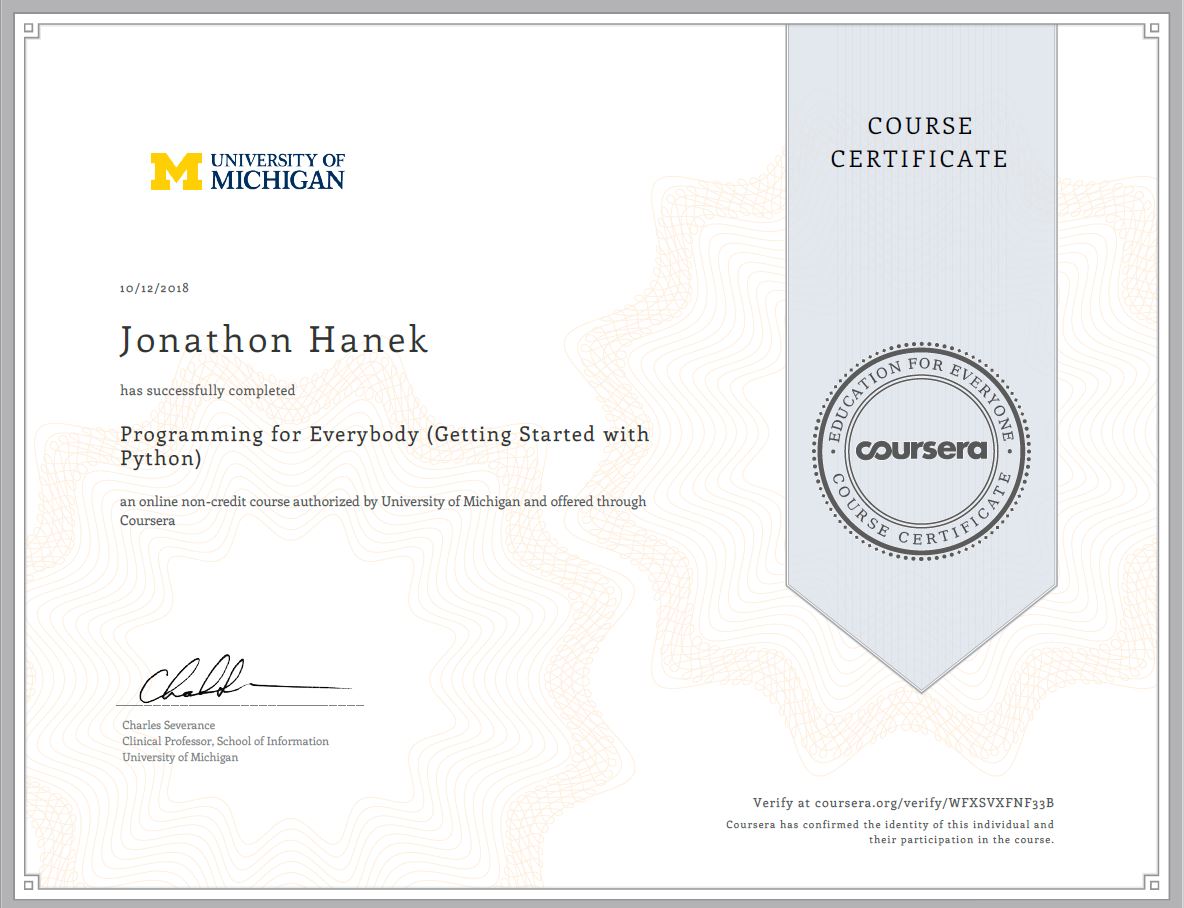 COURSE
CERTIFICATE
M UNIVERSITY OF
MICHIGAN
10/12/2018
Jonathon Hanek
has successfully completed
Programming for Everybody (Getting Started with
Python)
an online non-credit course authorized by University of Michigan and offered through
Coursera
EDUCATION FOR EVERYONE
coursera
COURSE CERTIFICATE
Charles Severance
Clinical Professor, School of Information
University of Michigan
Verify at coursera.org/verify/WFXSVXFNF33B
Coursera has confirmed the identity of this individual and
their participation in the course.